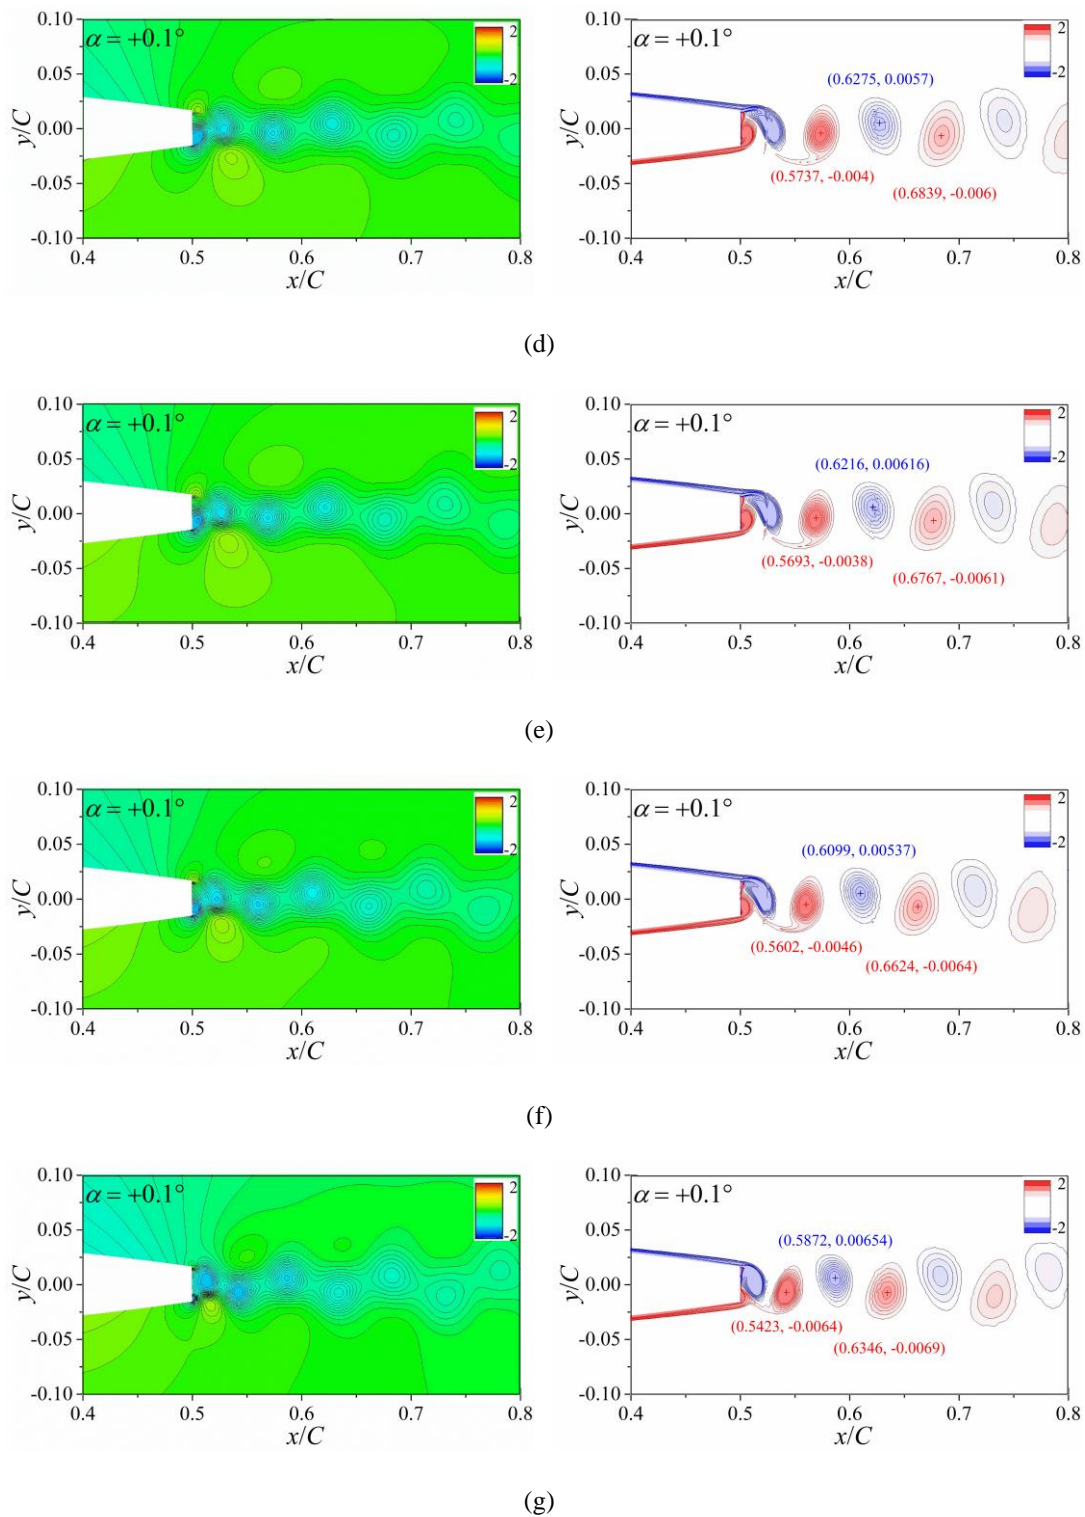 0.10
0.05
0.00
-0.05
-0.10
y/C
α = +0.1°
2
-2
0.4 0.5 0.6 0.7 0.8
x/C
0.10
0.05
0.00
-0.05
-0.10
y/C
α = +0.1°
2
-2
(0.6275, 0.0057)
(0.5737, -0.004)
(0.6839, -0.006)
0.4 0.5 0.6 0.7 0.8
x/C
(d)
0.10
0.05
0.00
-0.05
-0.10
y/C
α = +0.1°
2
-2
0.4 0.5 0.6 0.7 0.8
x/C
0.10
0.05
0.00
-0.05
-0.10
y/C
α = +0.1°
2
-2
(0.6216, 0.00616)
(0.5693, -0.0038)
(0.6767, -0.0061)
0.4 0.5 0.6 0.7 0.8
x/C
(e)
0.10
0.05
0.00
-0.05
-0.10
y/C
α = +0.1°
2
-2
0.4 0.5 0.6 0.7 0.8
x/C
0.10
0.05
0.00
-0.05
-0.10
y/C
α = +0.1°
2
-2
(0.6099, 0.00537)
(0.5602, -0.0046)
(0.6624, -0.0064)
0.4 0.5 0.6 0.7 0.8
x/C
(f)
0.10
0.05
0.00
-0.05
-0.10
y/C
α = +0.1°
2
-2
0.4 0.5 0.6 0.7 0.8
x/C
0.10
0.05
0.00
-0.05
-0.10
y/C
α = +0.1°
2
-2
(0.5872, 0.00654)
(0.5423, -0.0064)
(0.6346, -0.0069)
0.4 0.5 0.6 0.7 0.8
x/C
(g)